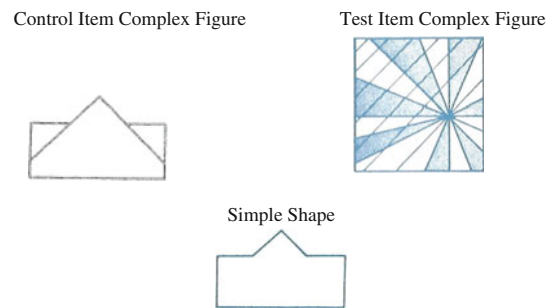 Control Item Complex Figure
Test Item Complex Figure
Simple Shape